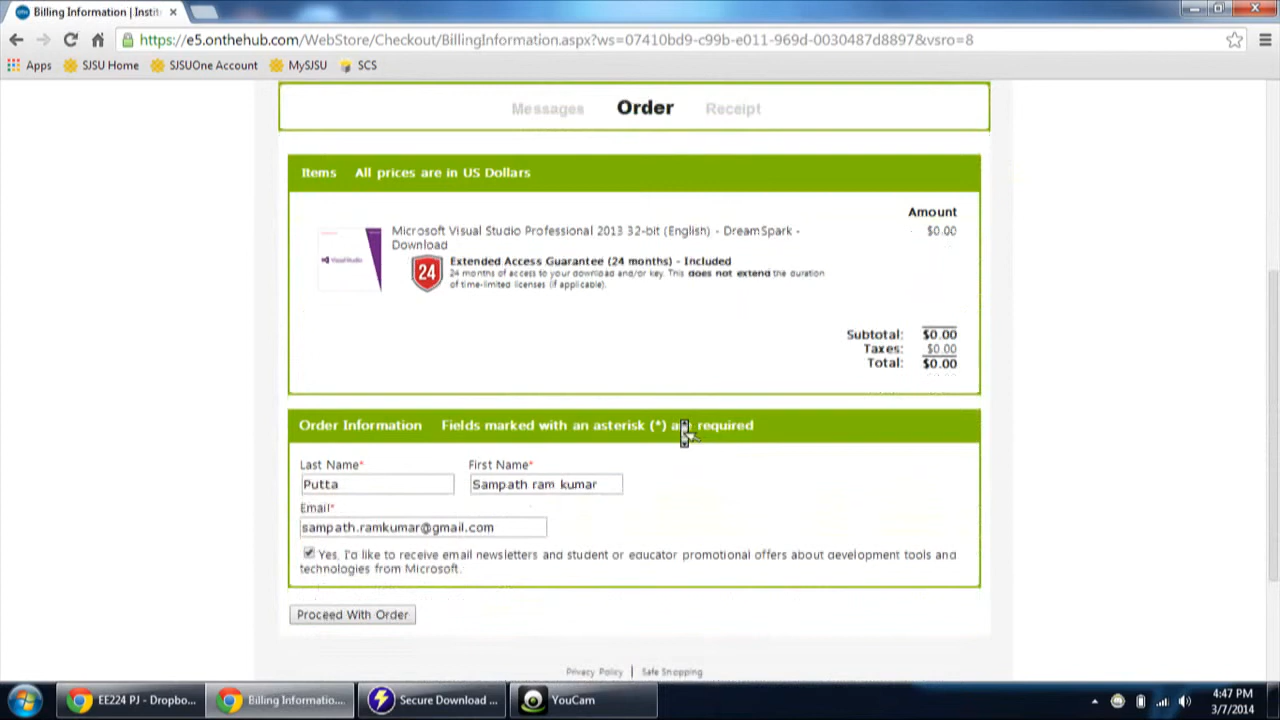 Billing Information | Instit
https://e5.onthehub.com/WebStore/Checkout/BillingInformation.aspx?ws=07410bd9-c99b-e011-969d-0030487d8897&vsro=8
Apps SJSU Home SJSUOne Account MySJSU SCS
Messages Order Receipt
Items All prices are in US Dollars
Amount
Microsoft Visual Studio Professional 2013 32-bit (English) - DreamSpark - $0.00
Download
VisualStudio
24 Extended Access Guarantee (24 months) - Included
24 months of access to your download and/or key. This does not extend the duration
of time-limited licenses (if applicable).
Subtotal: $0.00
Taxes: $0.00
Total: $0.00
Order Information Fields marked with an asterisk (*) are required
Last Name* First Name*
Putta Sampath ram kumar
Email*
sampath.ramkumar@gmail.com
Yes, I'd like to receive email newsletters and student or educator promotional offers about development tools and
technologies from Microsoft.
Proceed With Order
Privacy Policy | Safe Shopping
EE224 PJ - Dropbo... Billing Informatio... Secure Download ... YouCam
4:47 PM
3/7/2014